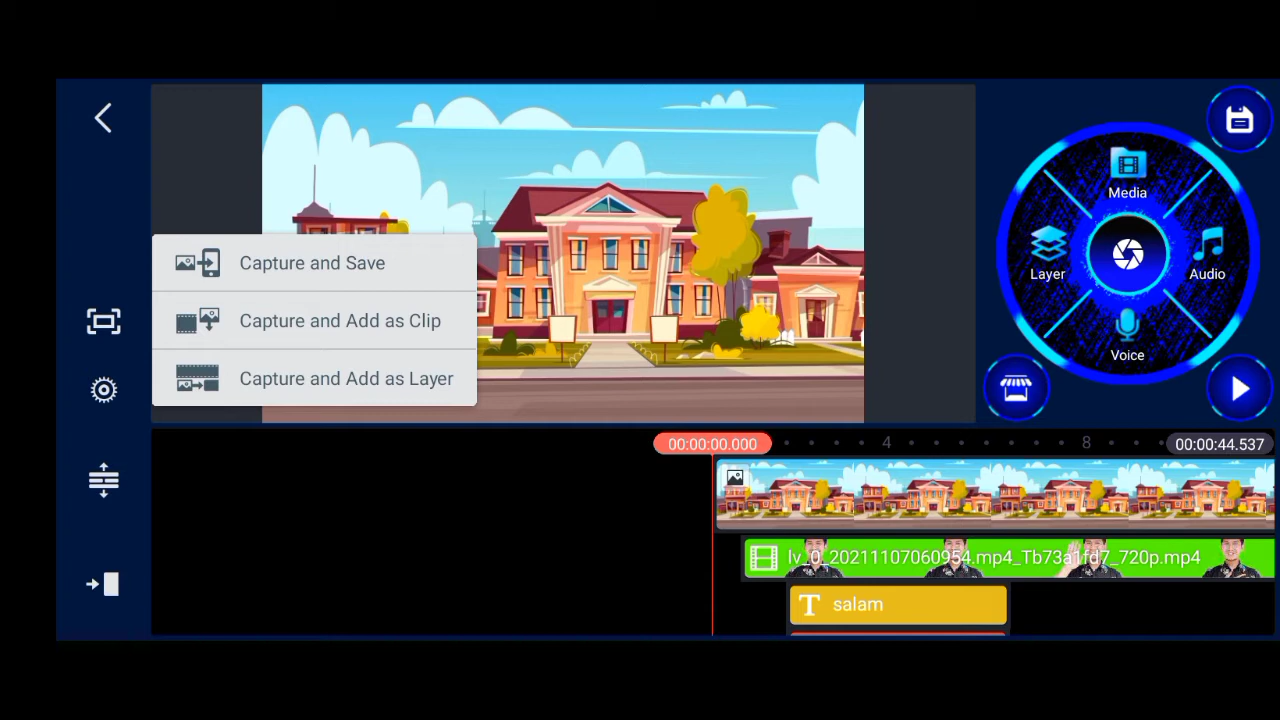 Media
Layer
Audio
Voice
Capture and Save
Capture and Add as Clip
Capture and Add as Layer
00:00:00.000
4
8
00:00:44.537
lv_0_20211107060954.mp4_Tb73a1fd7_720p.mp4
T salam